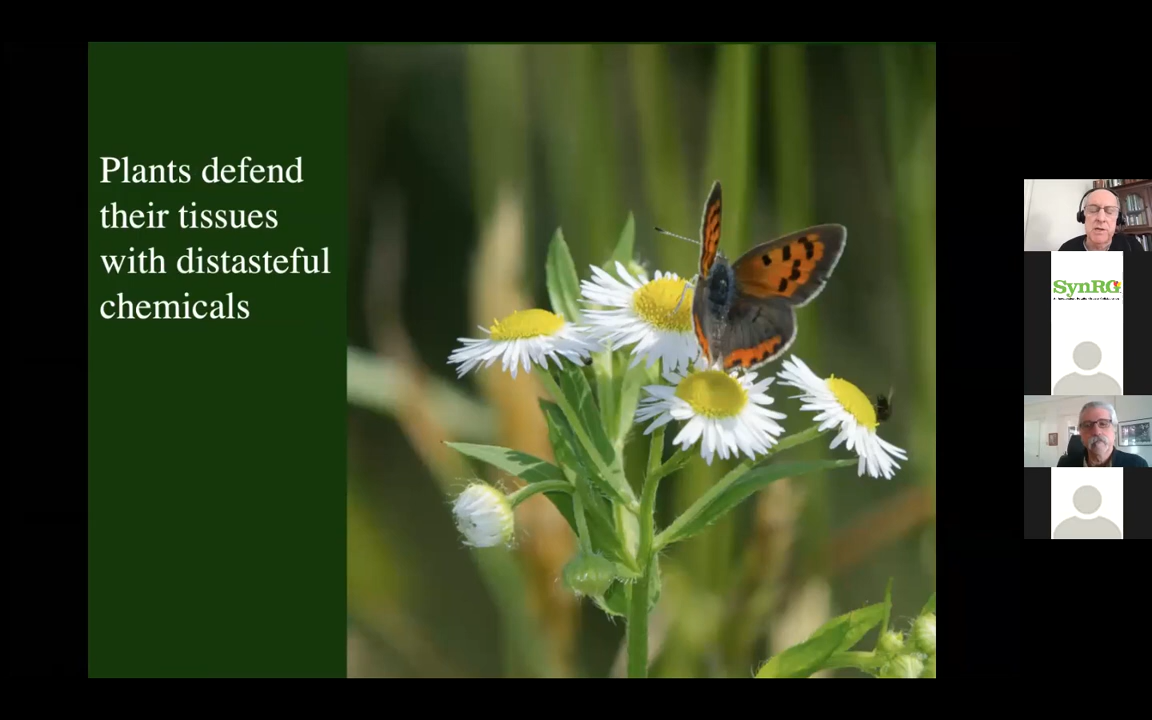 Plants defend
their tissues
with distasteful
chemicals
SynRG